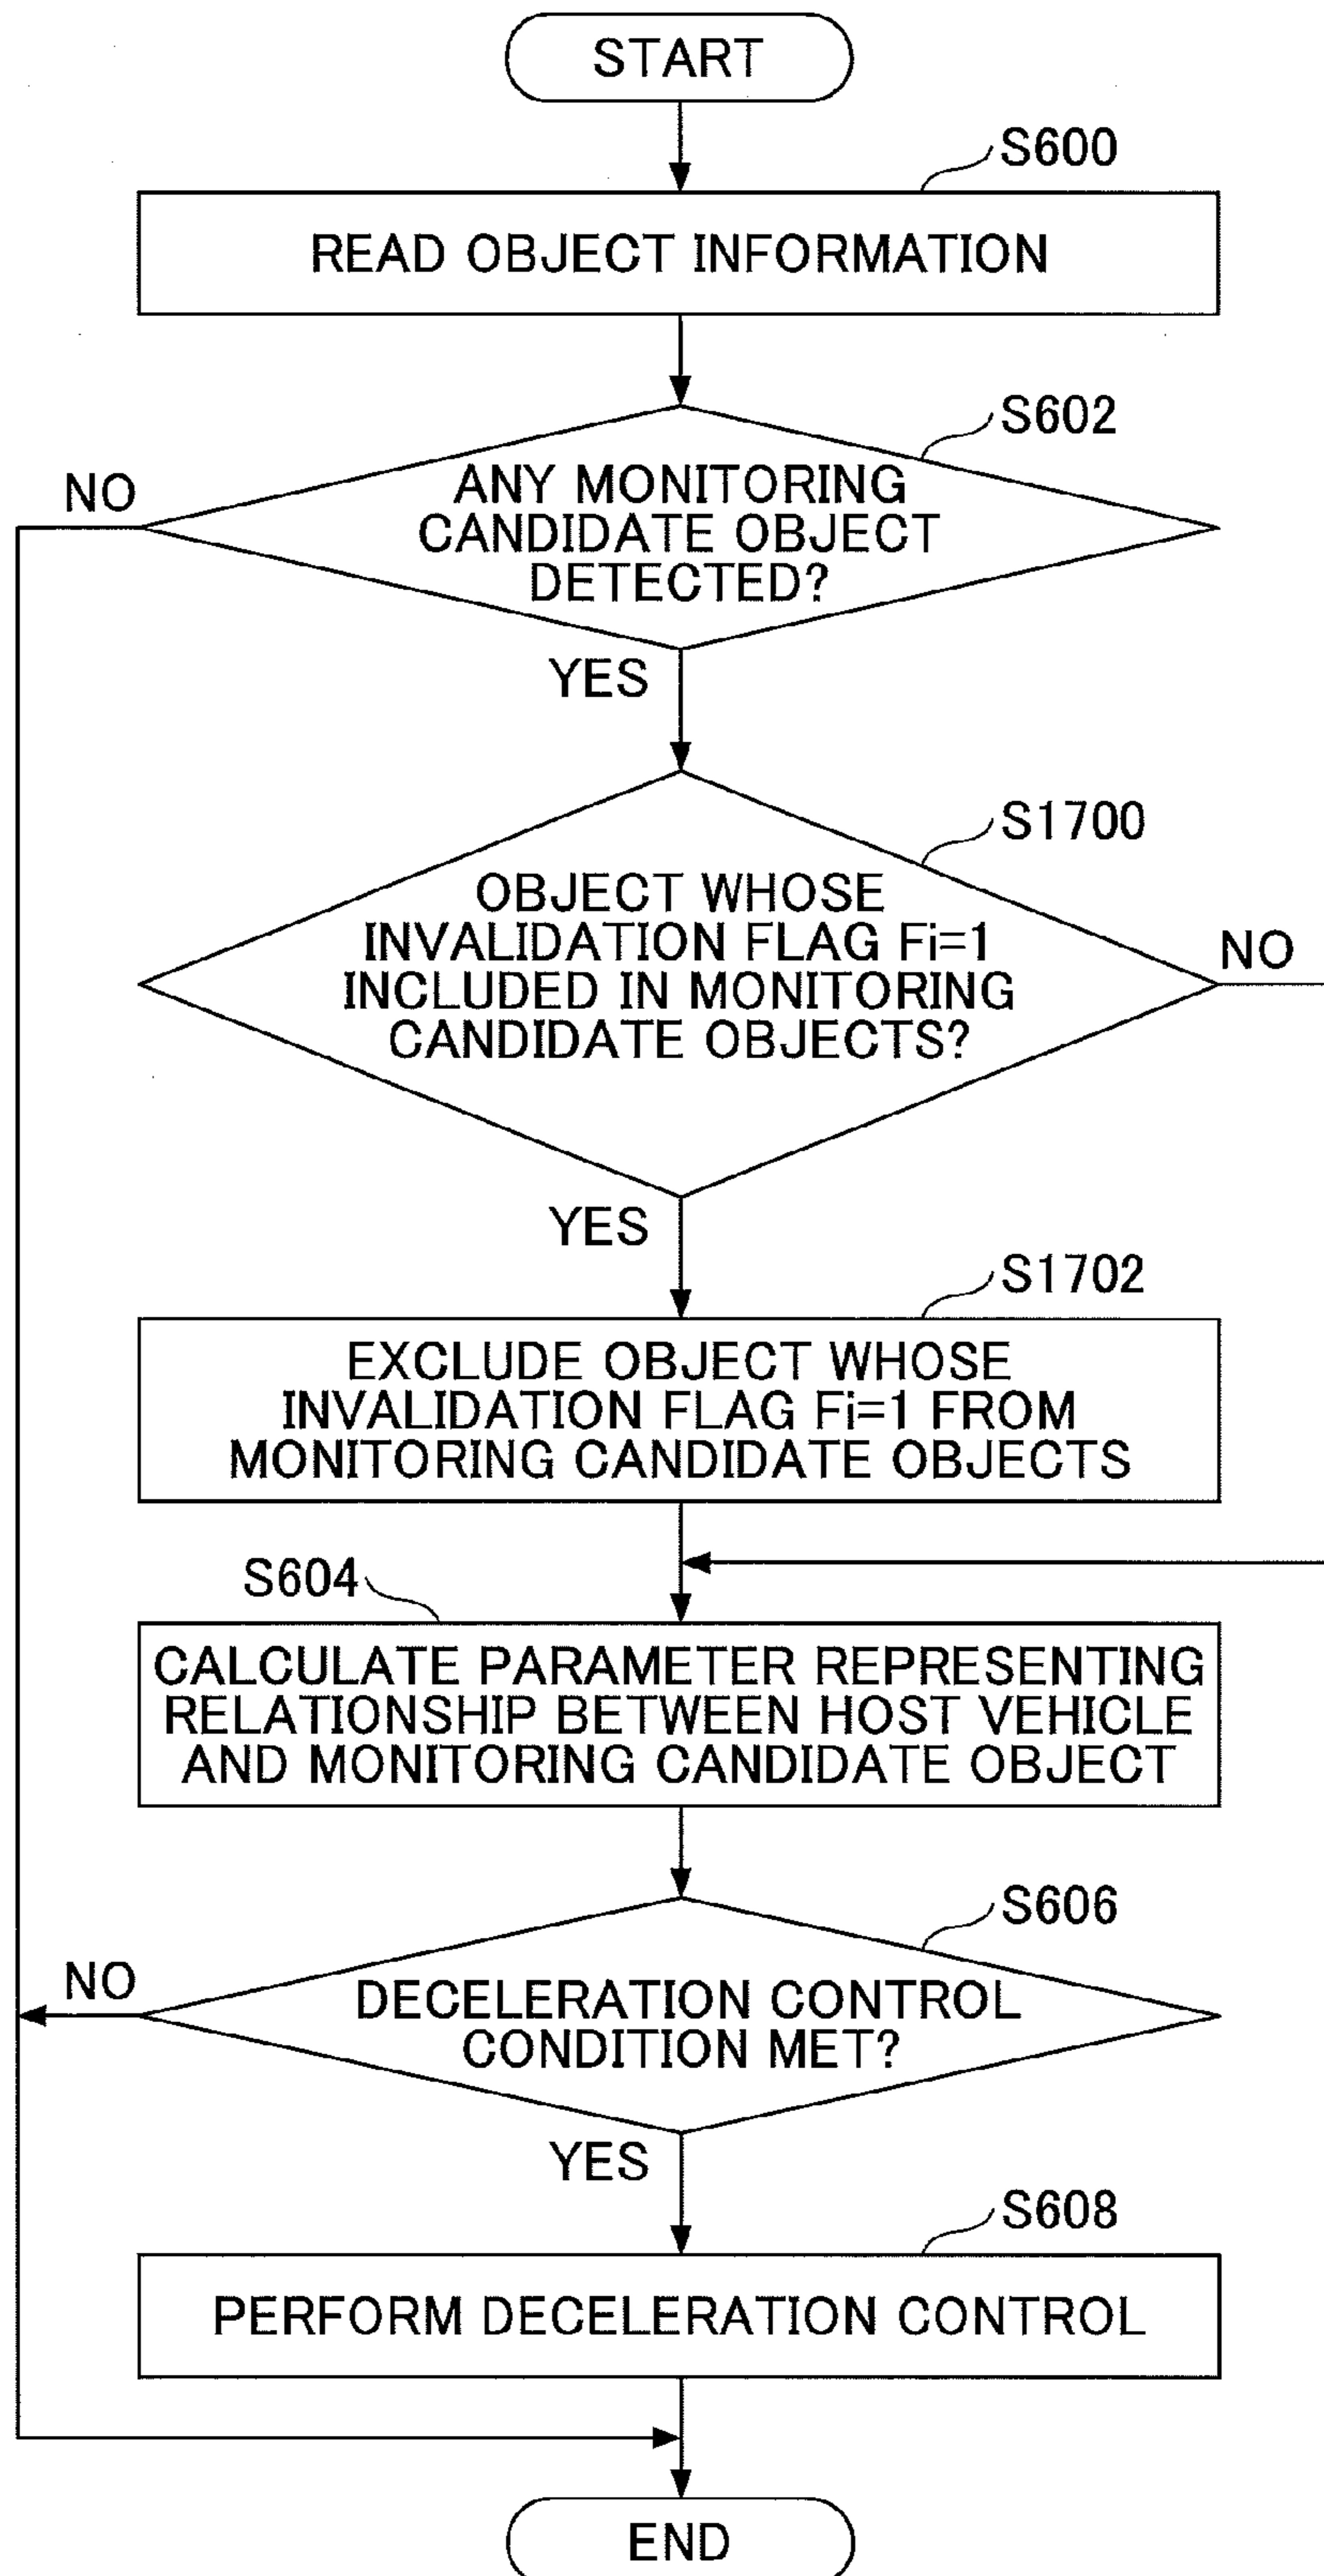 START
S600
READ OBJECT INFORMATION
S602
NO
ANY MONITORING
CANDIDATE OBJECT
DETECTED?
YES
S1700
OBJECT WHOSE
INVALIDATION FLAG Fi=1
INCLUDED IN MONITORING
CANDIDATE OBJECTS?
NO
YES
S1702
EXCLUDE OBJECT WHOSE
INVALIDATION FLAG Fi=1 FROM
MONITORING CANDIDATE OBJECTS
S604
CALCULATE PARAMETER REPRESENTING
RELATIONSHIP BETWEEN HOST VEHICLE
AND MONITORING CANDIDATE OBJECT
S606
NO
DECELERATION CONTROL
CONDITION MET?
YES
S608
PERFORM DECELERATION CONTROL
END